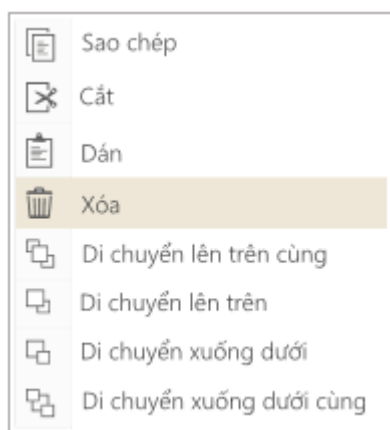 Sao chép
Cắt
Dán
Xóa
Di chuyển lên trên cùng
Di chuyển lên trên
Di chuyển xuống dưới
Di chuyển xuống dưới cùng